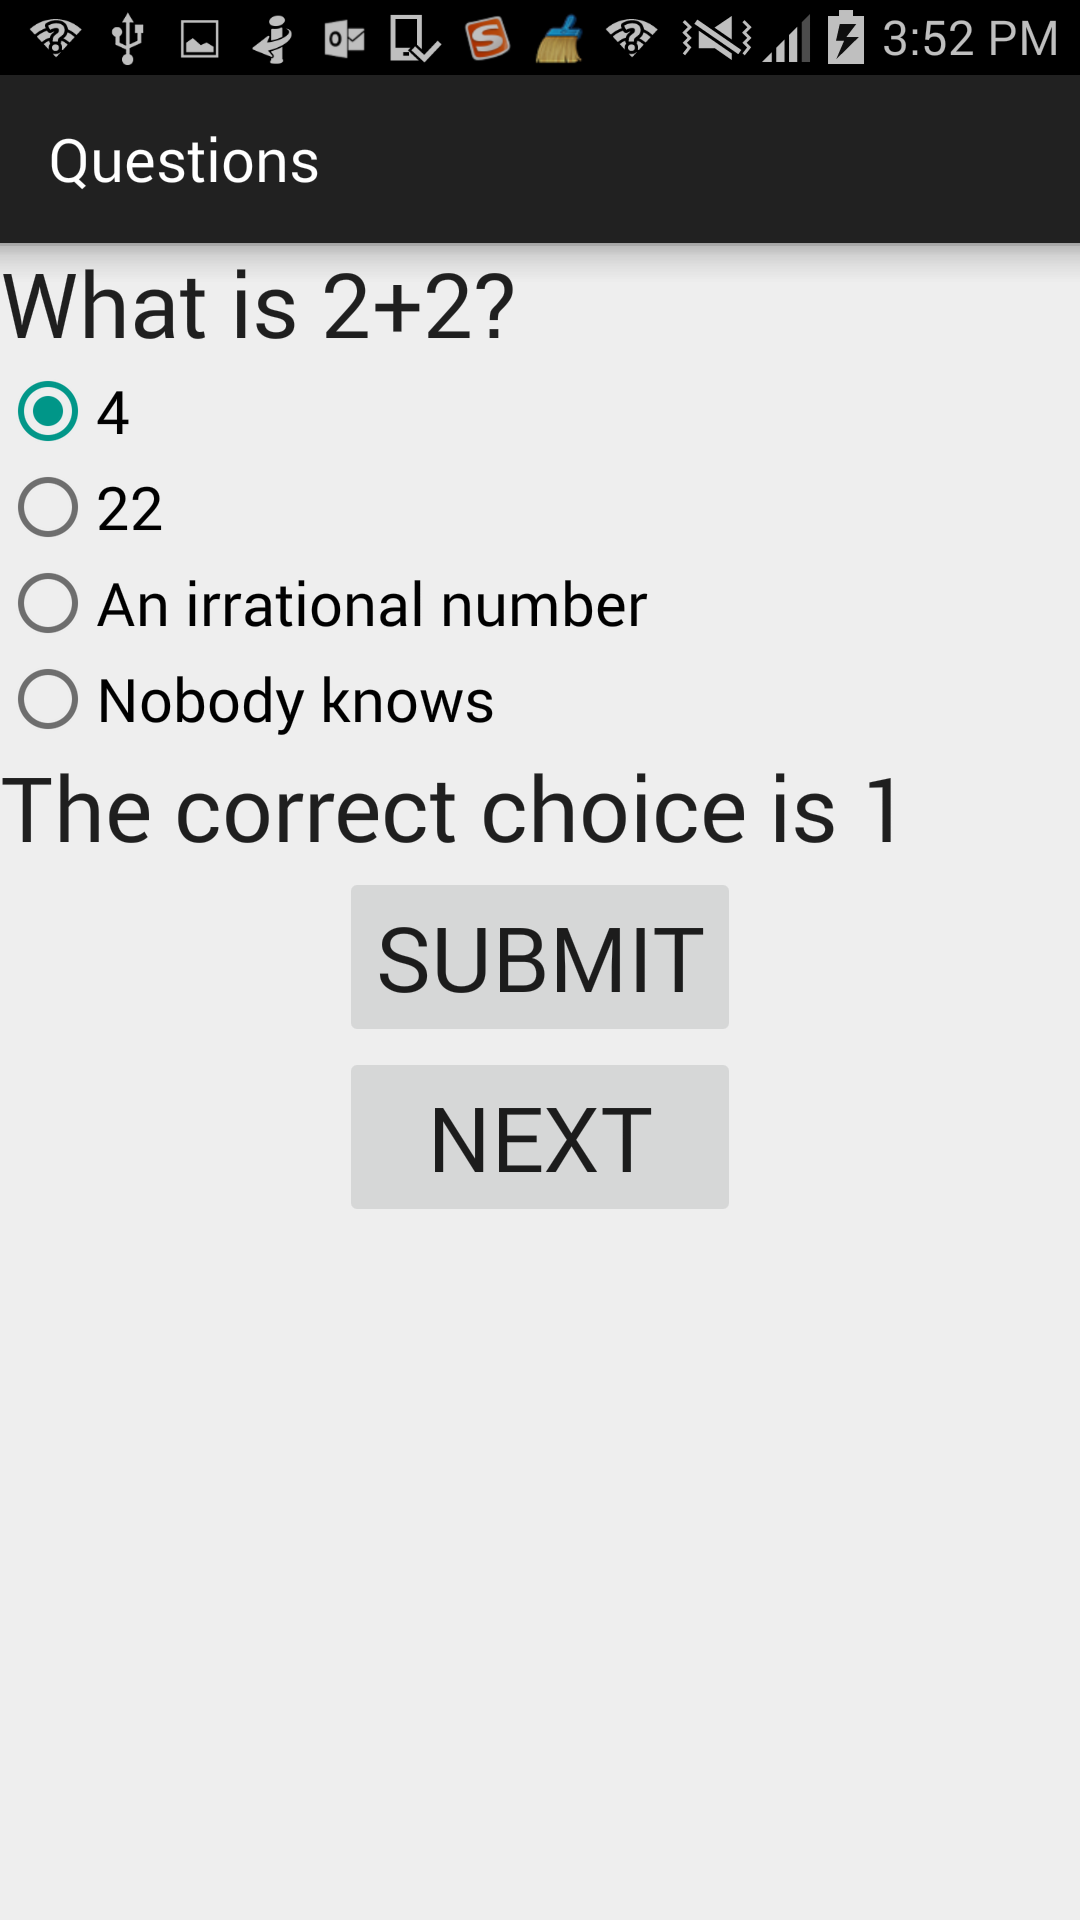 3:52 PM
Questions
What is 2+2?
4
22
An irrational number
Nobody knows
The correct choice is 1
SUBMIT
NEXT